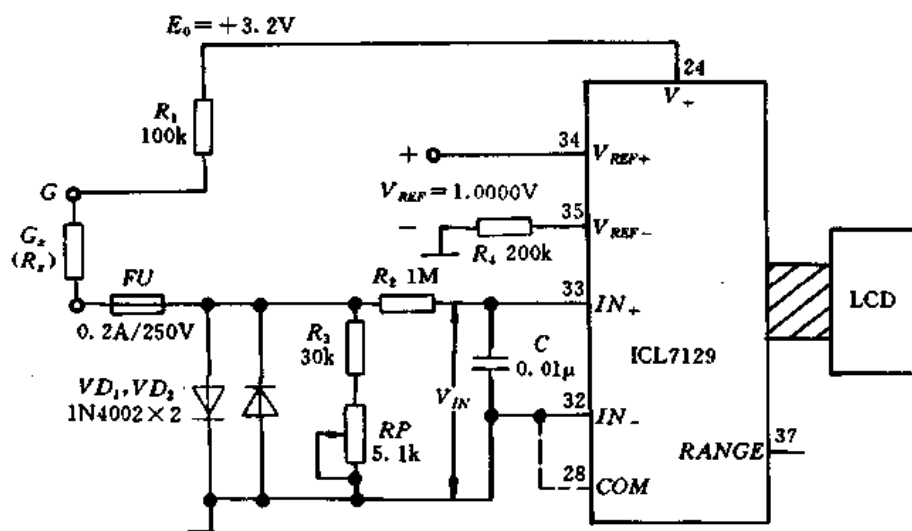 E₀=+3.2V
24
V₊
R₁
100k
34
+
V_REF+
G
V_REF=1.0000V
35
−
V_REF−
R₄ 200k
Gₓ
(Rₓ)
FU
R₂ 1M
33
IN₊
LCD
0.2A/250V
R₃
30k
C
0.01μ
ICL7129
VD₁,VD₂
1N4002×2
V_IN
32
IN₋
RP
5.1k
37
RANGE
28
COM